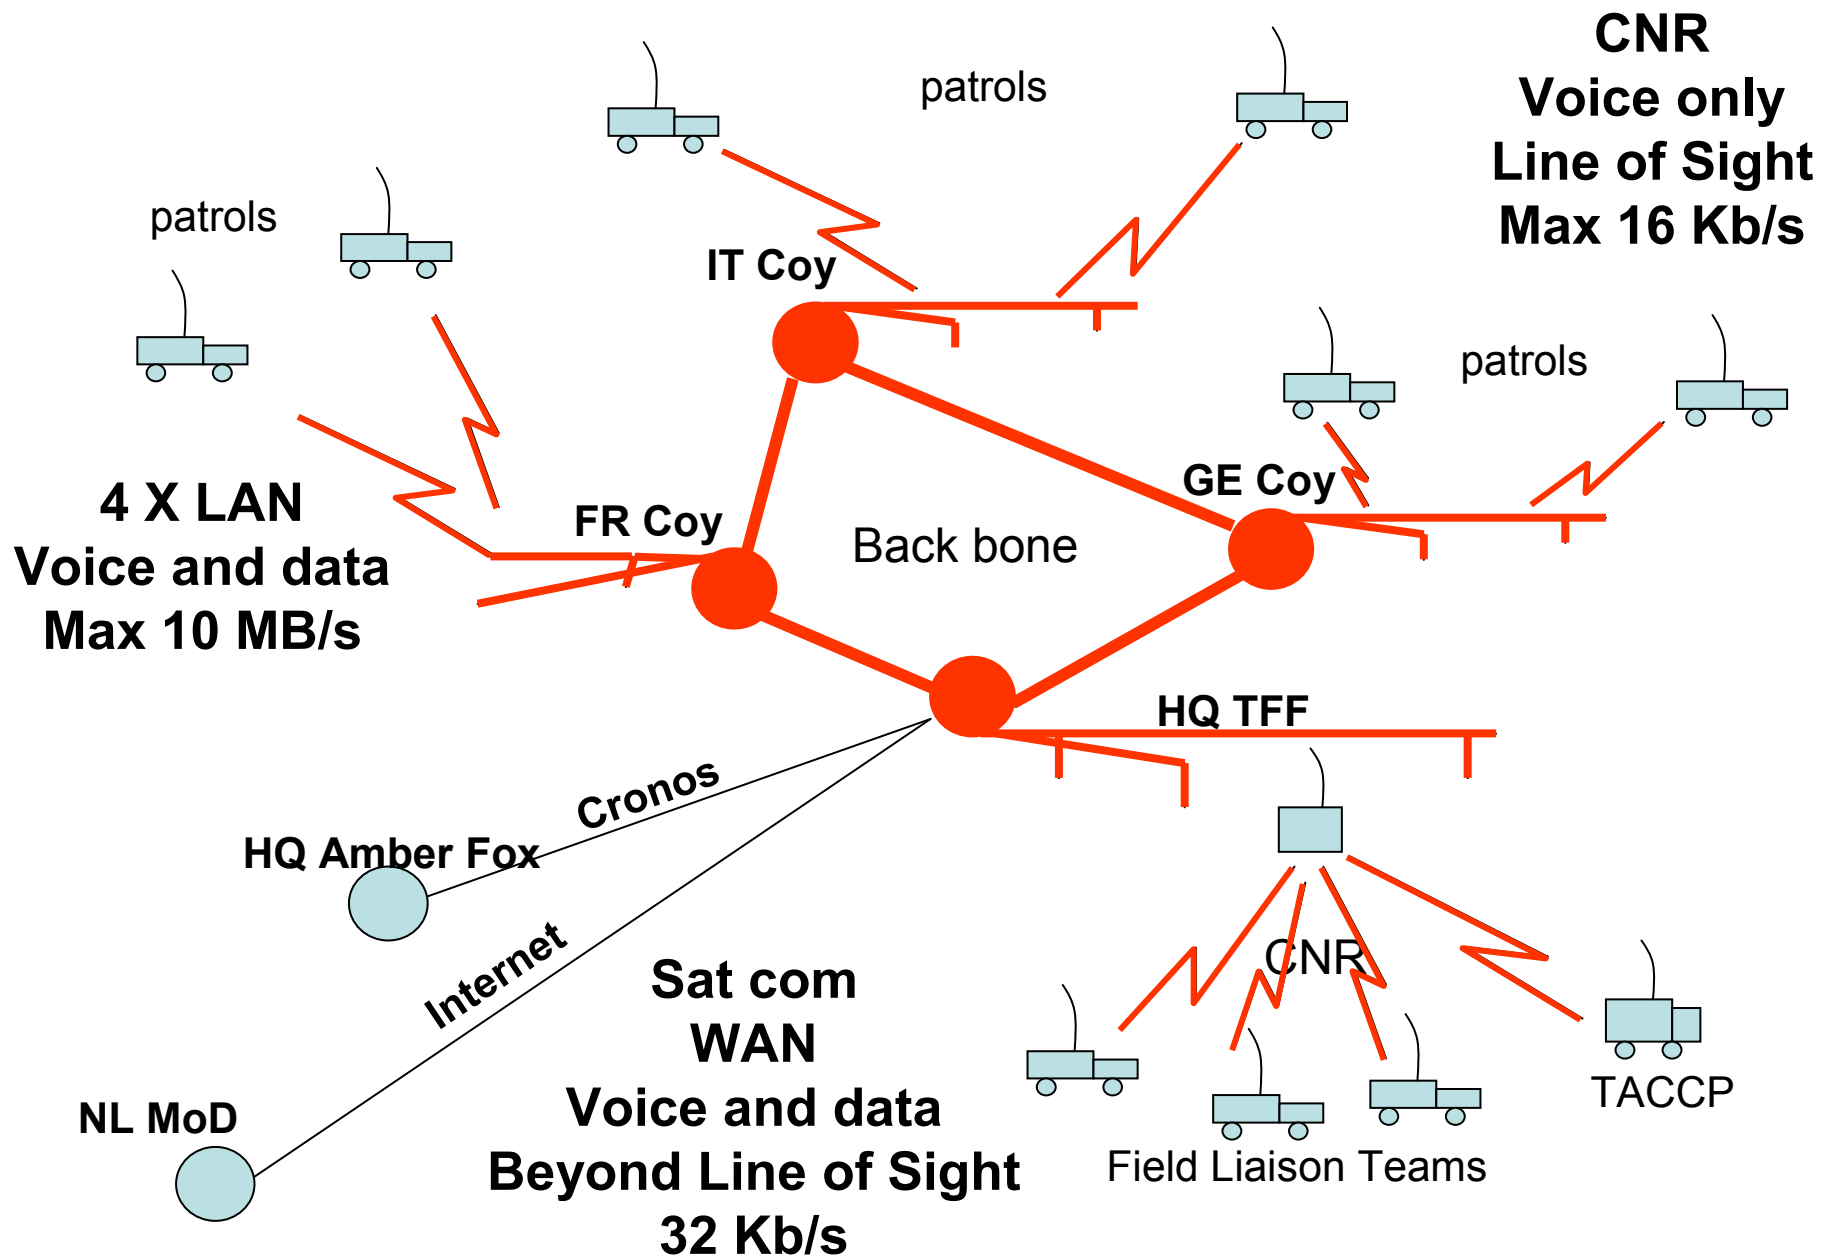 CNR
Voice only
Line of Sight
Max 16 Kb/s
patrols
patrols
IT Coy
patrols
GE Coy
4 X LAN
Voice and data
Max 10 MB/s
FR Coy
Back bone
HQ TFF
Cronos
HQ Amber Fox
Internet
CNR
Sat com
WAN
Voice and data
Beyond Line of Sight
32 Kb/s
NL MoD
TACCP
Field Liaison Teams